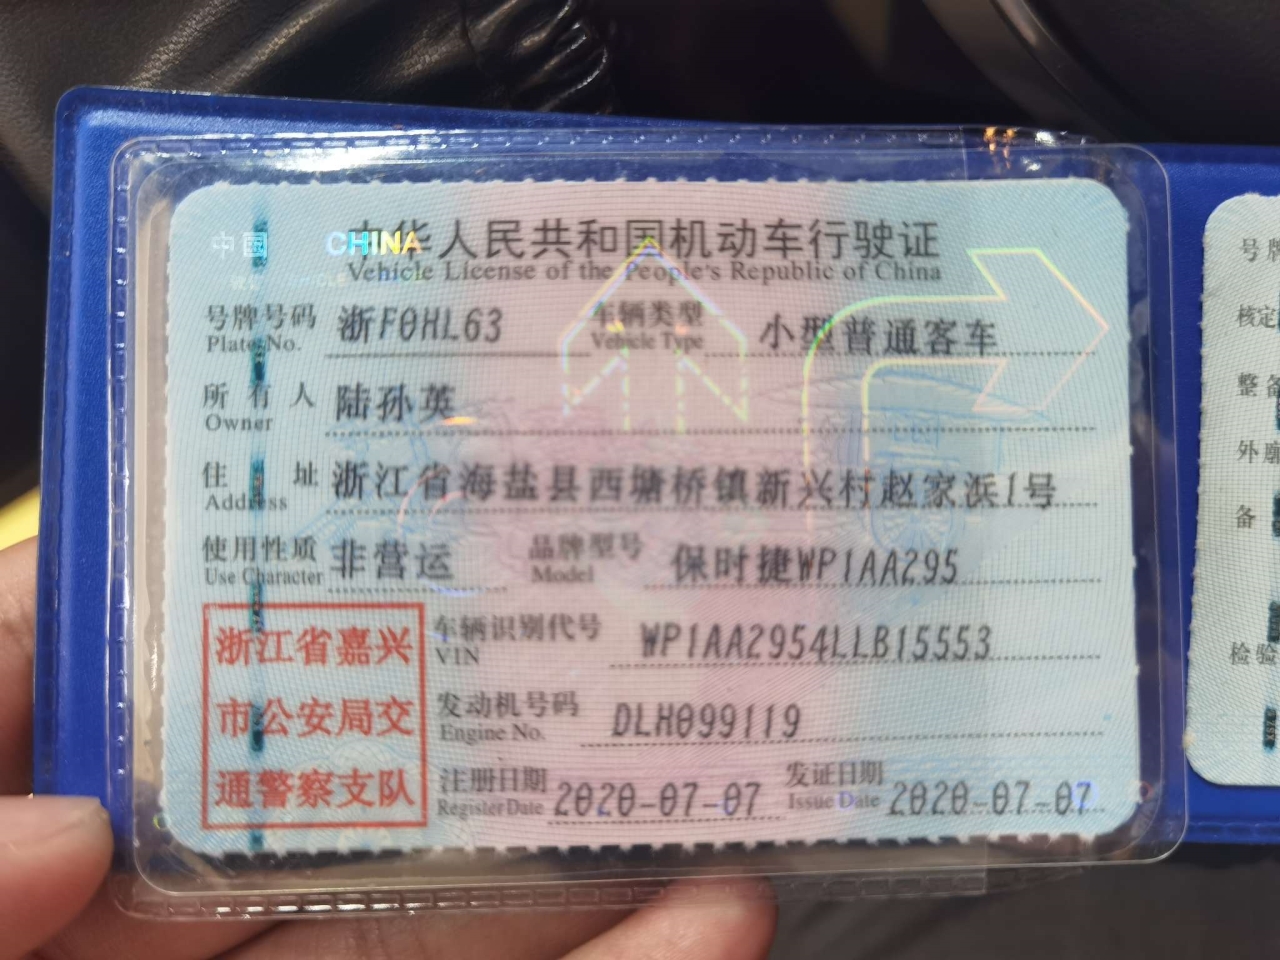 中国 CHINA
中华人民共和国机动车行驶证
Vehicle License of the People's Republic of China
号牌号码 浙F0HL63 车辆类型 小型普通客车
Plate No. Vehicle Type
所有人 陆孙英
Owner
住址 浙江省海盐县西塘桥镇新兴村赵家浜1号
Address
使用性质 非营运 品牌型号 保时捷WP1AA295
Use Character Model
浙江省嘉兴
市公安局交
通警察支队
车辆识别代号 WP1AA2954LLB15553
VIN
发动机号码 DLH099119
Engine No.
注册日期 2020-07-07 发证日期 2020-07-07
Register Date Issue Date
号牌
核定
整备
外廓
备
检验